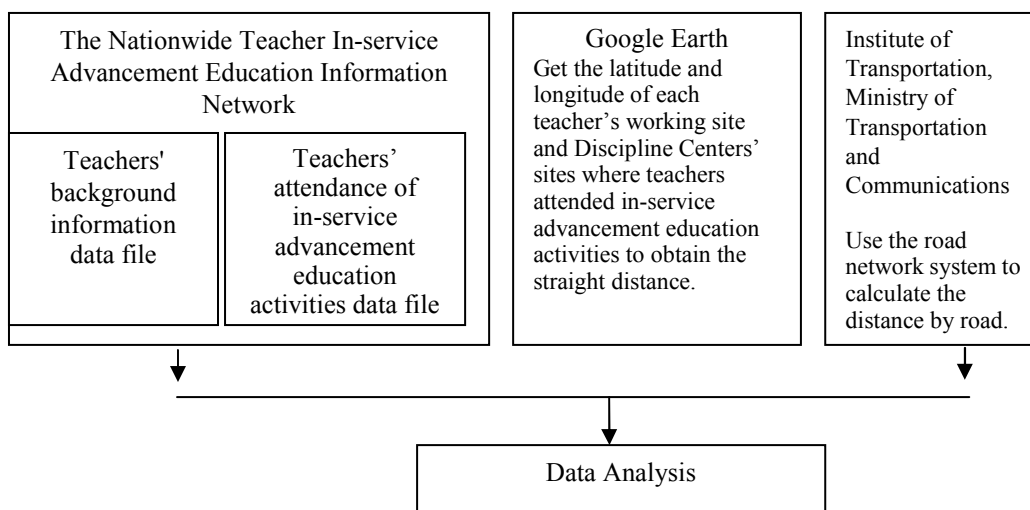 The Nationwide Teacher In-service
Advancement Education Information
Network
Teachers'
background
information
data file
Teachers’
attendance of
in-service
advancement
education
activities data file
Google Earth
Get the latitude and
longitude of each
teacher’s working site
and Discipline Centers’
sites where teachers
attended in-service
advancement education
activities to obtain the
straight distance.
Institute of
Transportation,
Ministry of
Transportation
and
Communications
Use the road
network system to
calculate the
distance by road.
Data Analysis